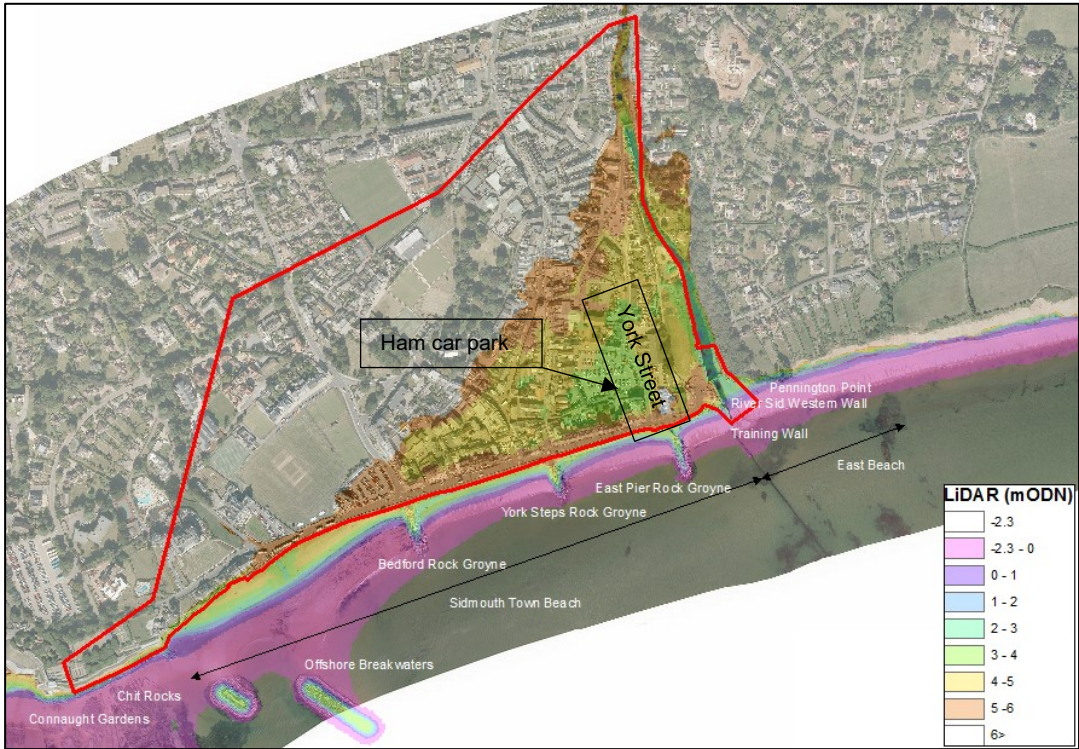 Ham car park
York Street
Pennington Point
River Sid Western Wall
Training Wall
East Beach
East Pier Rock Groyne
York Steps Rock Groyne
Bedford Rock Groyne
Sidmouth Town Beach
Offshore Breakwaters
Chit Rocks
Connaught Gardens
LiDAR (mODN)
-2.3
-2.3 - 0
0 - 1
1 - 2
2 - 3
3 - 4
4 -5
5 -6
6>